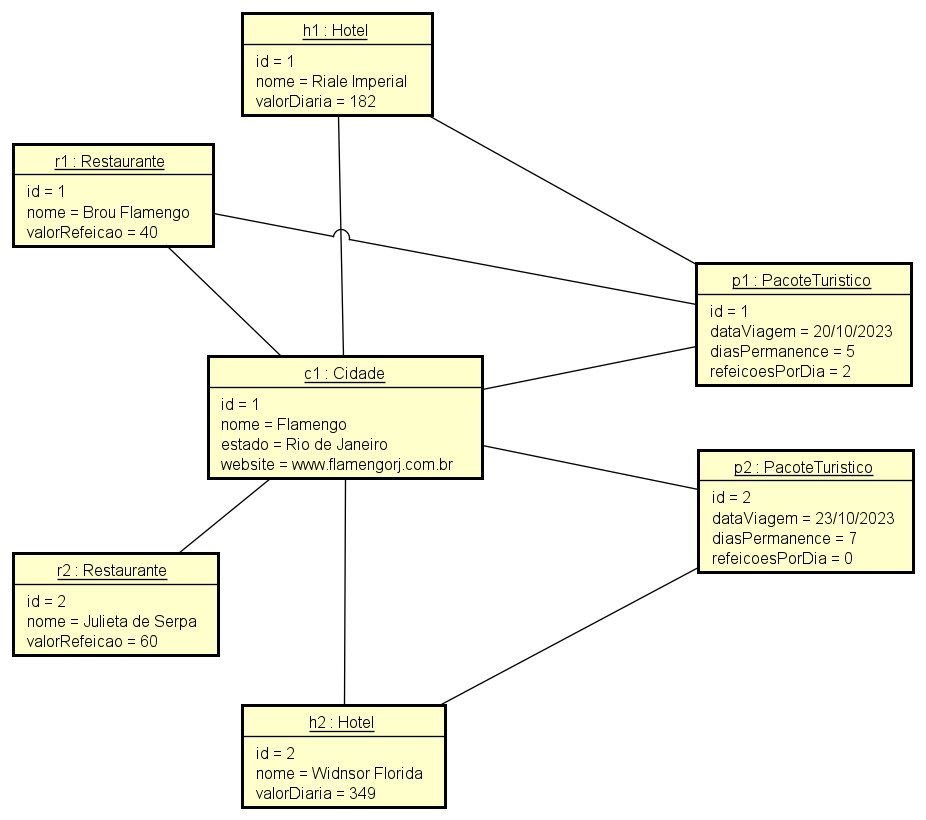 h1 : Hotel
id = 1
nome = Riale Imperial
valorDiaria = 182
r1 : Restaurante
id = 1
nome = Brou Flamengo
valorRefeicao = 40
p1 : PacoteTuristico
id = 1
dataViagem = 20/10/2023
diasPermanence = 5
refeicoesPorDia = 2
c1 : Cidade
id = 1
nome = Flamengo
estado = Rio de Janeiro
website = www.flamengorj.com.br
p2 : PacoteTuristico
id = 2
dataViagem = 23/10/2023
diasPermanence = 7
refeicoesPorDia = 0
r2 : Restaurante
id = 2
nome = Julieta de Serpa
valorRefeicao = 60
h2 : Hotel
id = 2
nome = Widnsor Florida
valorDiaria = 349